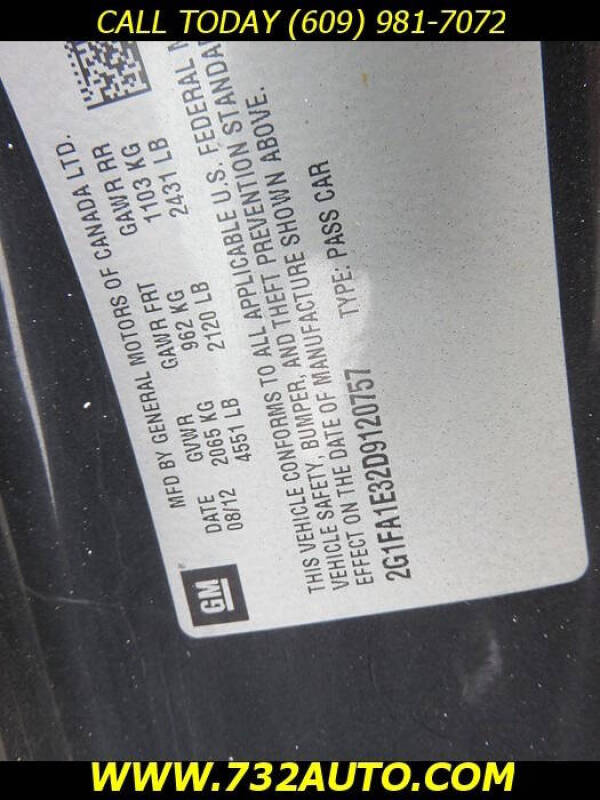 CALL TODAY (609) 981-7072
MFD BY GENERAL MOTORS OF CANADA LTD.
DATE GVWR GAWR FRT GAWR RR
08/12 2065 KG 962 KG 1103 KG
4551 LB 2120 LB 2431 LB
THIS VEHICLE CONFORMS TO ALL APPLICABLE U.S. FEDERAL
VEHICLE SAFETY, BUMPER, AND THEFT PREVENTION
EFFECT ON THE DATE OF MANUFACTURE SHOWN ABOVE.
2G1FA1E32D9120757 TYPE: PASS CAR
GM
WWW.732AUTO.COM